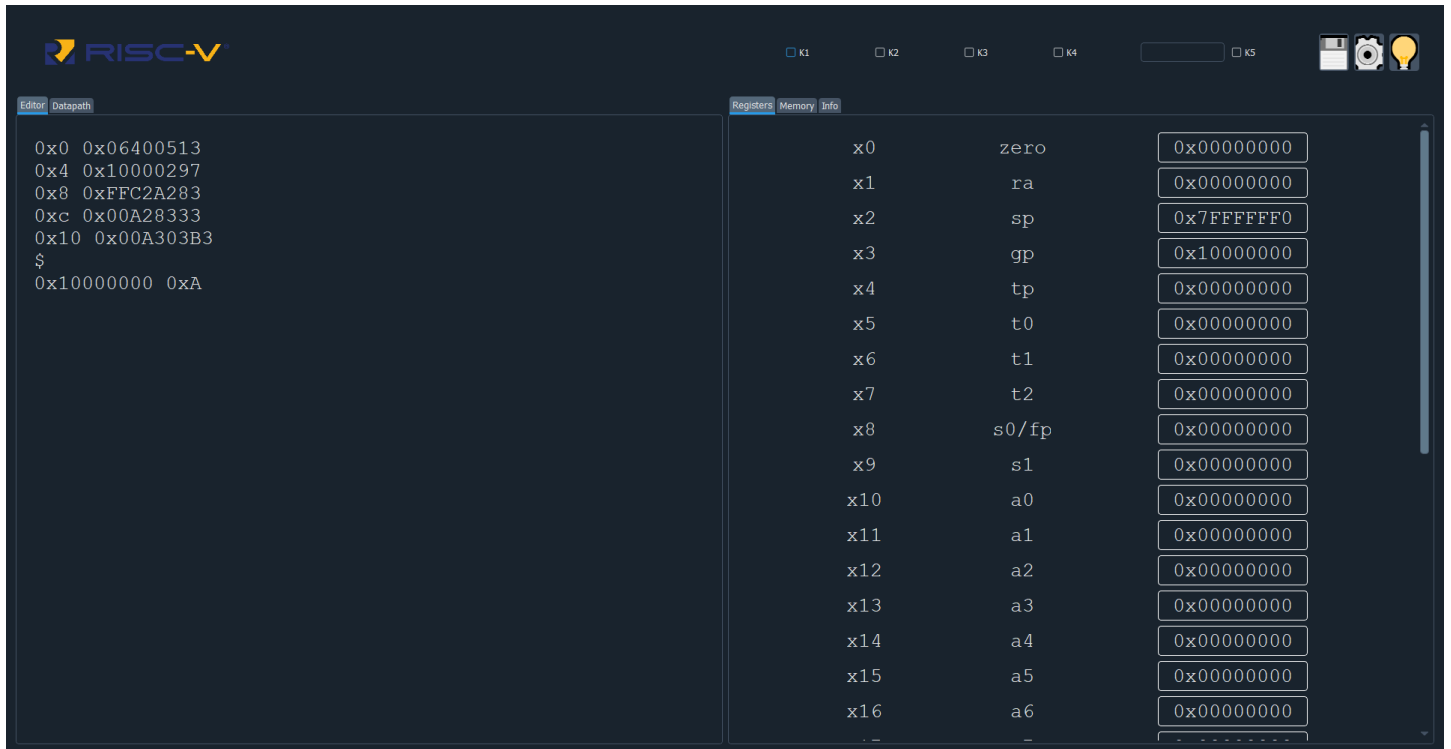 RISC-V
K1 K2 K3 K4 K5
Editor Datapath
0x0 0x06400513
0x4 0x10000297
0x8 0xFFC2A283
0xc 0x00A28333
0x10 0x00A303B3
$
0x10000000 0xA
Registers Memory Info
x0 zero 0x00000000
x1 ra 0x00000000
x2 sp 0x7FFFFFF0
x3 gp 0x10000000
x4 tp 0x00000000
x5 t0 0x00000000
x6 t1 0x00000000
x7 t2 0x00000000
x8 s0/fp 0x00000000
x9 s1 0x00000000
x10 a0 0x00000000
x11 a1 0x00000000
x12 a2 0x00000000
x13 a3 0x00000000
x14 a4 0x00000000
x15 a5 0x00000000
x16 a6 0x00000000